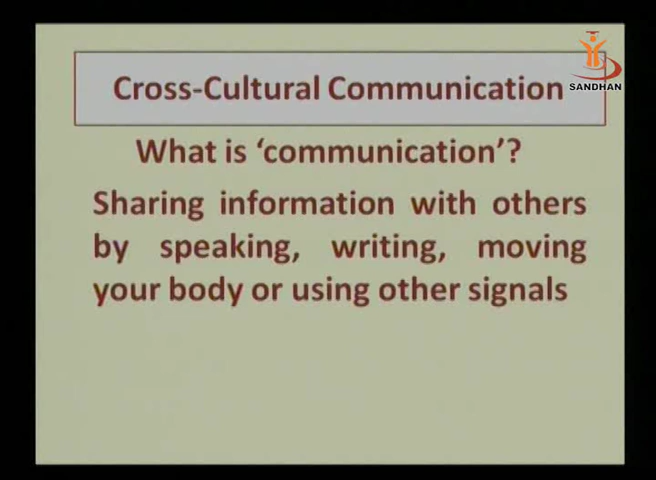 SANDHAN
Cross-Cultural Communication
What is ‘communication’?
Sharing information with others
by speaking, writing, moving
your body or using other signals